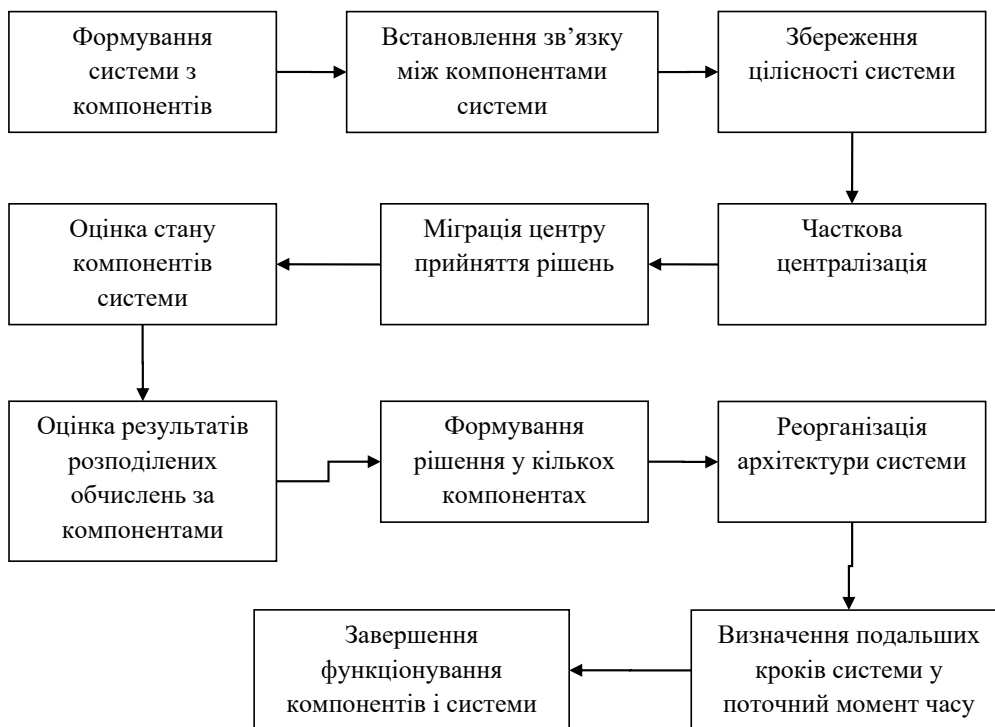 Формування
системи з
компонентів
Встановлення зв’язку
між компонентами
системи
Збереження
цілісності системи
Часткова
централізація
Міграція центру
прийняття рішень
Оцінка стану
компонентів
системи
Оцінка результатів
розподілених
обчислень за
компонентами
Формування
рішення у кількох
компонентах
Реорганізація
архітектури системи
Визначення подальших
кроків системи у
поточний момент часу
Завершення
функціонування
компонентів і системи